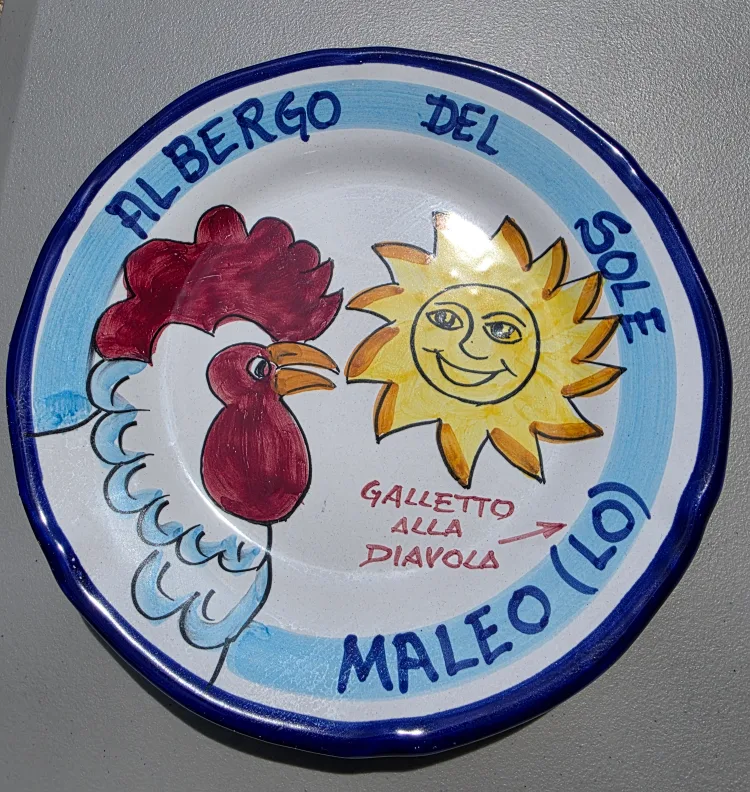 ALBERGO DEL SOLE
GALLETTO
ALLA
DIAVOLA
MALEO (LO)